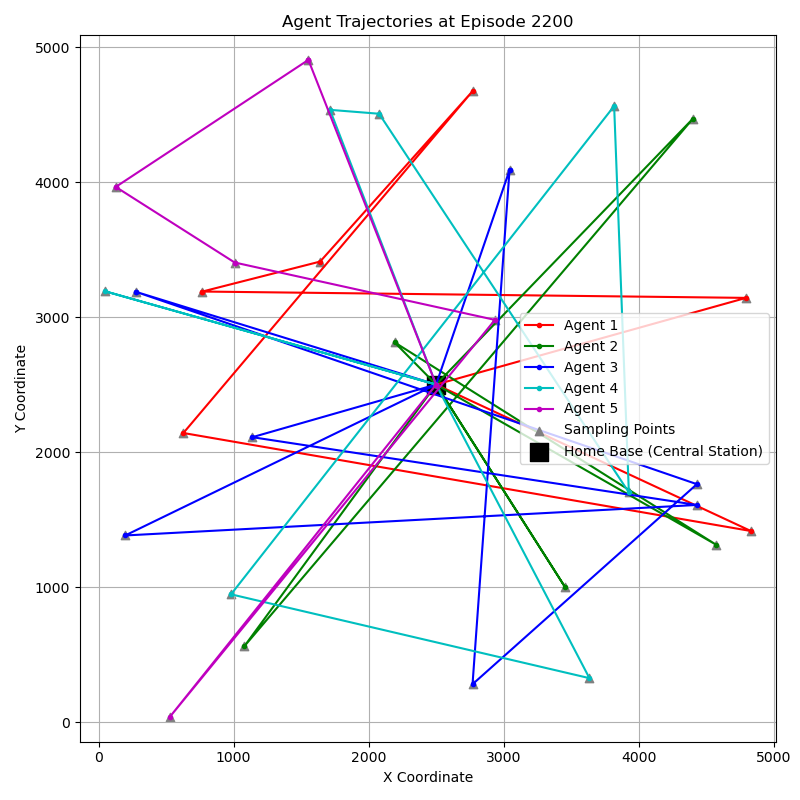 Agent Trajectories at Episode 2200
Y Coordinate
5000
4000
3000
2000
1000
0
Agent 1
Agent 2
Agent 3
Agent 4
Agent 5
Sampling Points
Home Base (Central Station)
0 1000 2000 3000 4000 5000
X Coordinate